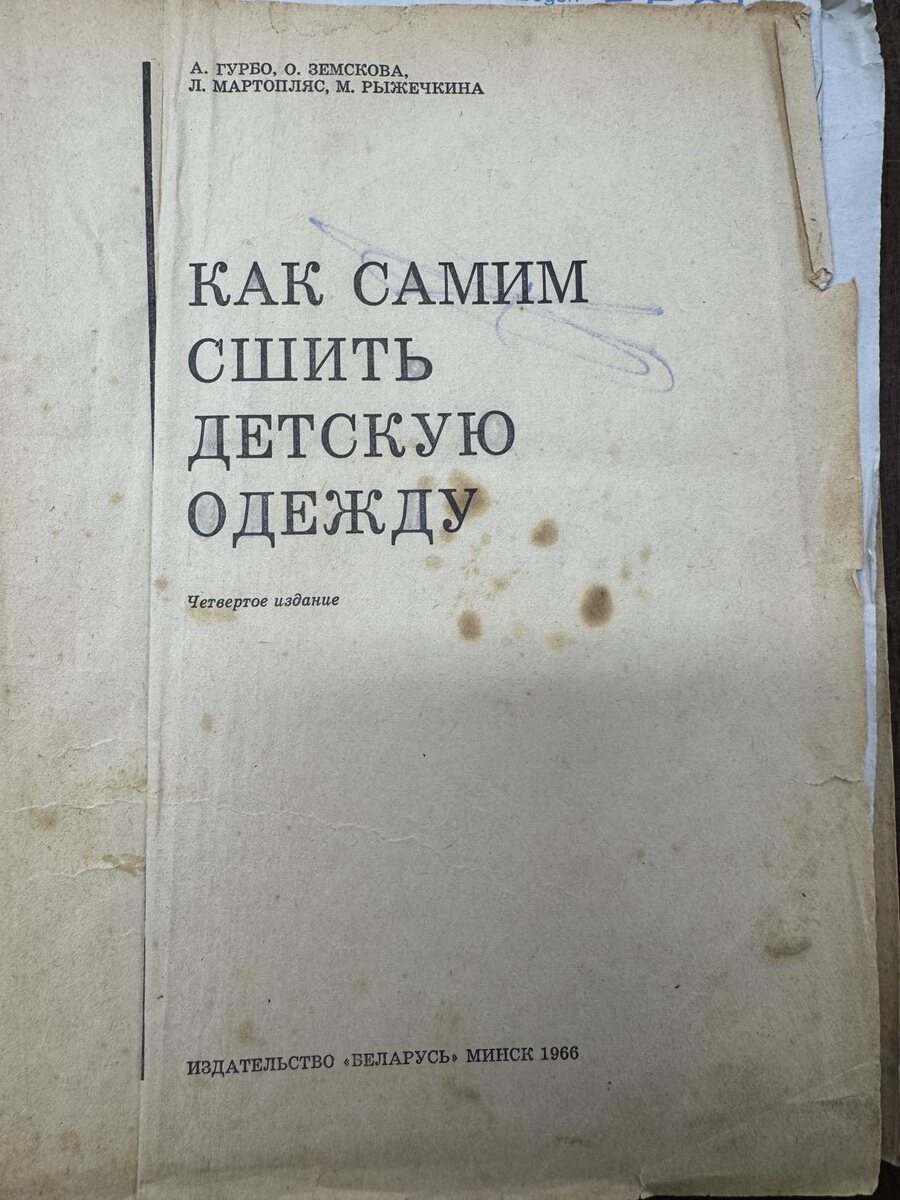 А. ГУРБО, О. ЗЕМСКОВА,
Л. МАРТОПЛЯС, М. РЫЖЕЧКИНА
КАК САМИМ
СШИТЬ
ДЕТСКУЮ
ОДЕЖДУ
Четвертое издание
ИЗДАТЕЛЬСТВО «БЕЛАРУСЬ» МИНСК 1966